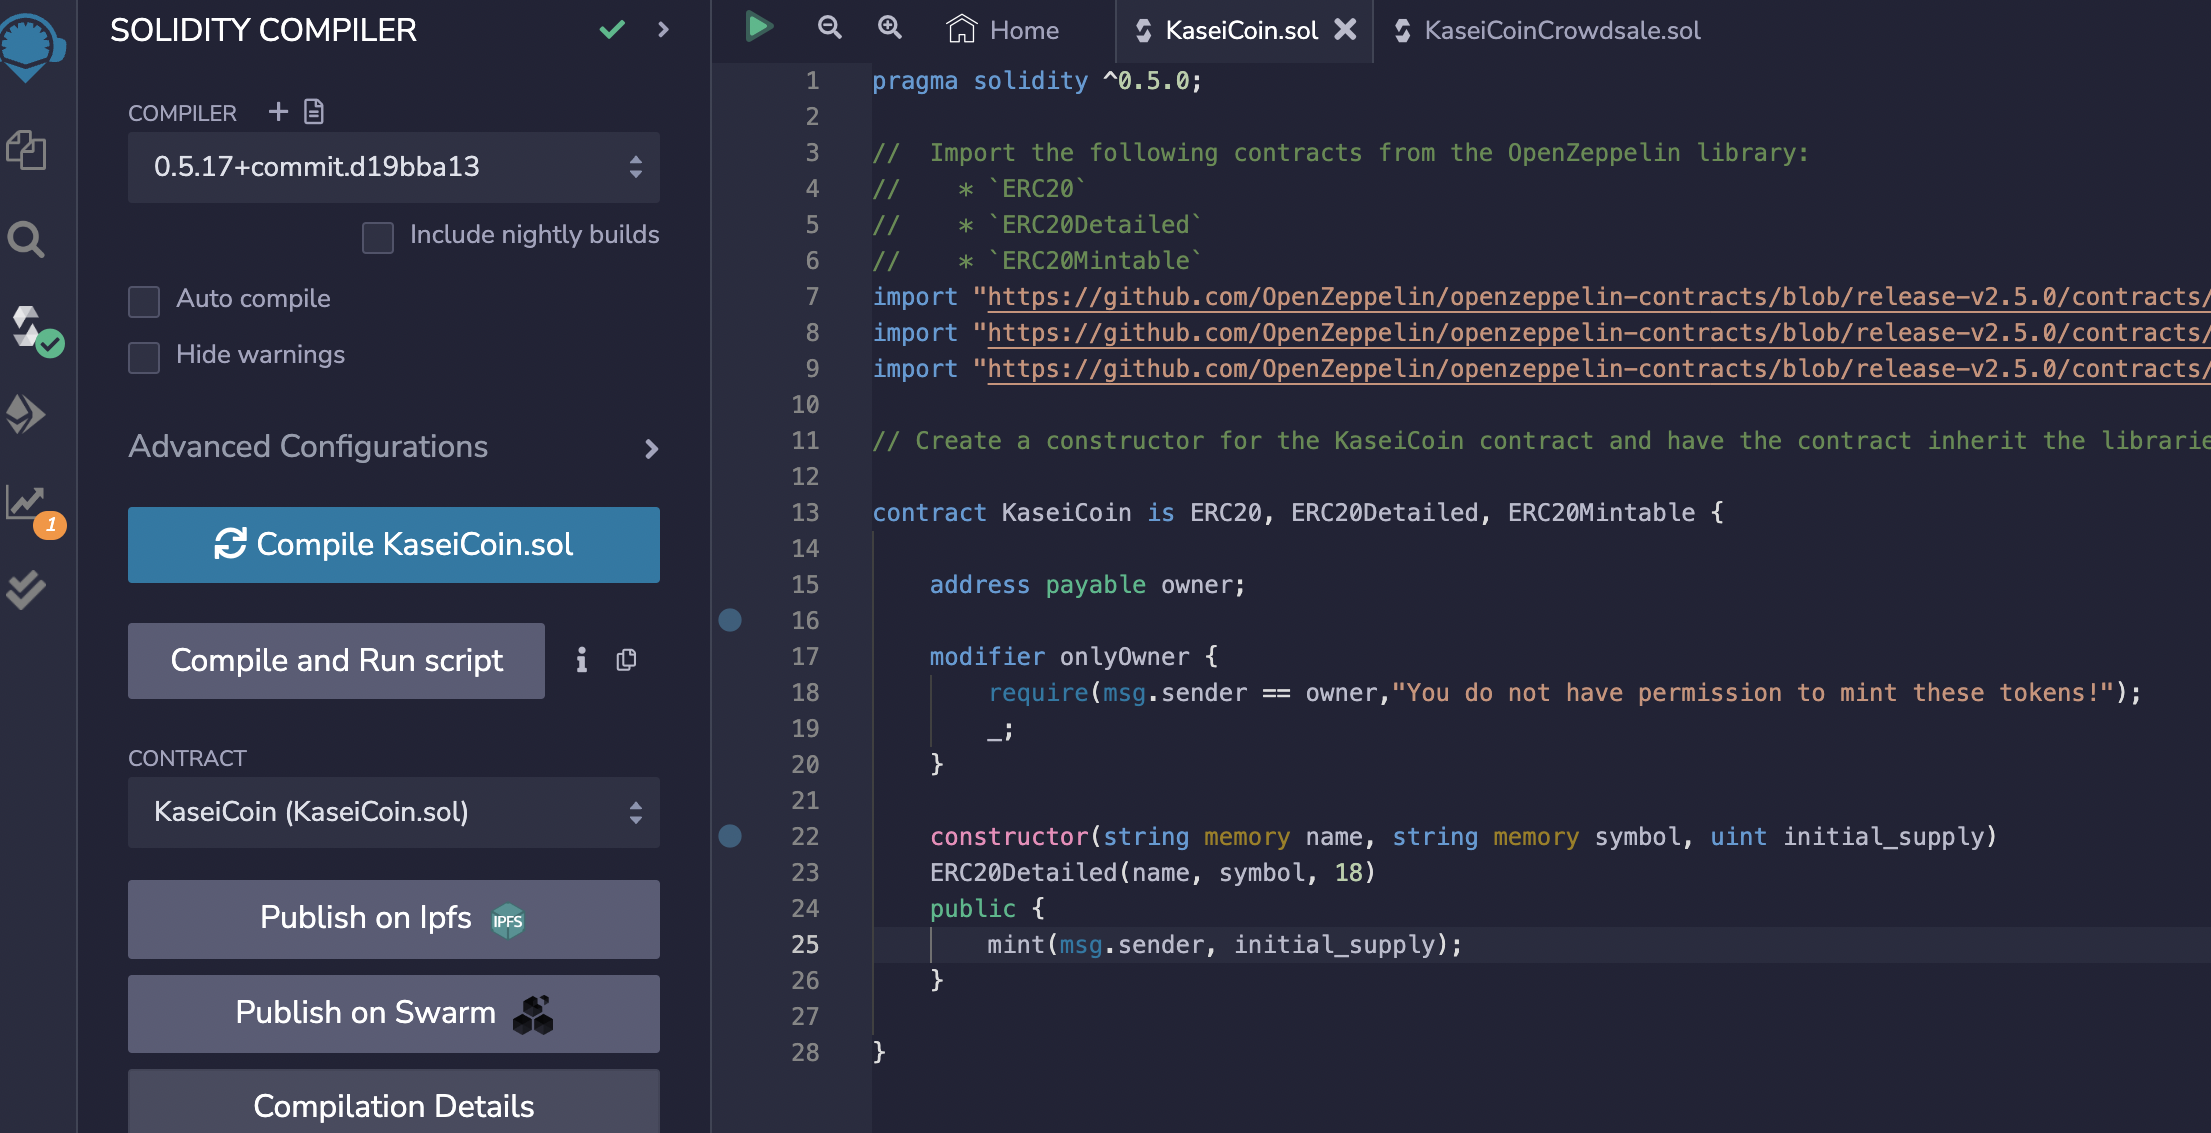 SOLIDITY COMPILER
COMPILER
0.5.17+commit.d19bba13
Include nightly builds
Auto compile
Hide warnings
Advanced Configurations
1
Compile KaseiCoin.sol
Compile and Run script
CONTRACT
KaseiCoin (KaseiCoin.sol)
Publish on Ipfs IPFS
Publish on Swarm
Compilation Details
Home KaseiCoin.sol KaseiCoinCrowdsale.sol
1 pragma solidity ^0.5.0;
2
3 //  Import the following contracts from the OpenZeppelin library:
4 //    * `ERC20`
5 //    * `ERC20Detailed`
6 //    * `ERC20Mintable`
7 import "https://github.com/OpenZeppelin/openzeppelin-contracts/blob/release-v2.5.0/contracts/
8 import "https://github.com/OpenZeppelin/openzeppelin-contracts/blob/release-v2.5.0/contracts/
9 import "https://github.com/OpenZeppelin/openzeppelin-contracts/blob/release-v2.5.0/contracts/
10
11 // Create a constructor for the KaseiCoin contract and have the contract inherit the librarie
12
13 contract KaseiCoin is ERC20, ERC20Detailed, ERC20Mintable {
14
15     address payable owner;
16
17     modifier onlyOwner {
18         require(msg.sender == owner,"You do not have permission to mint these tokens!");
19         _;
20     }
21
22     constructor(string memory name, string memory symbol, uint initial_supply)
23     ERC20Detailed(name, symbol, 18)
24     public {
25         mint(msg.sender, initial_supply);
26     }
27
28 }